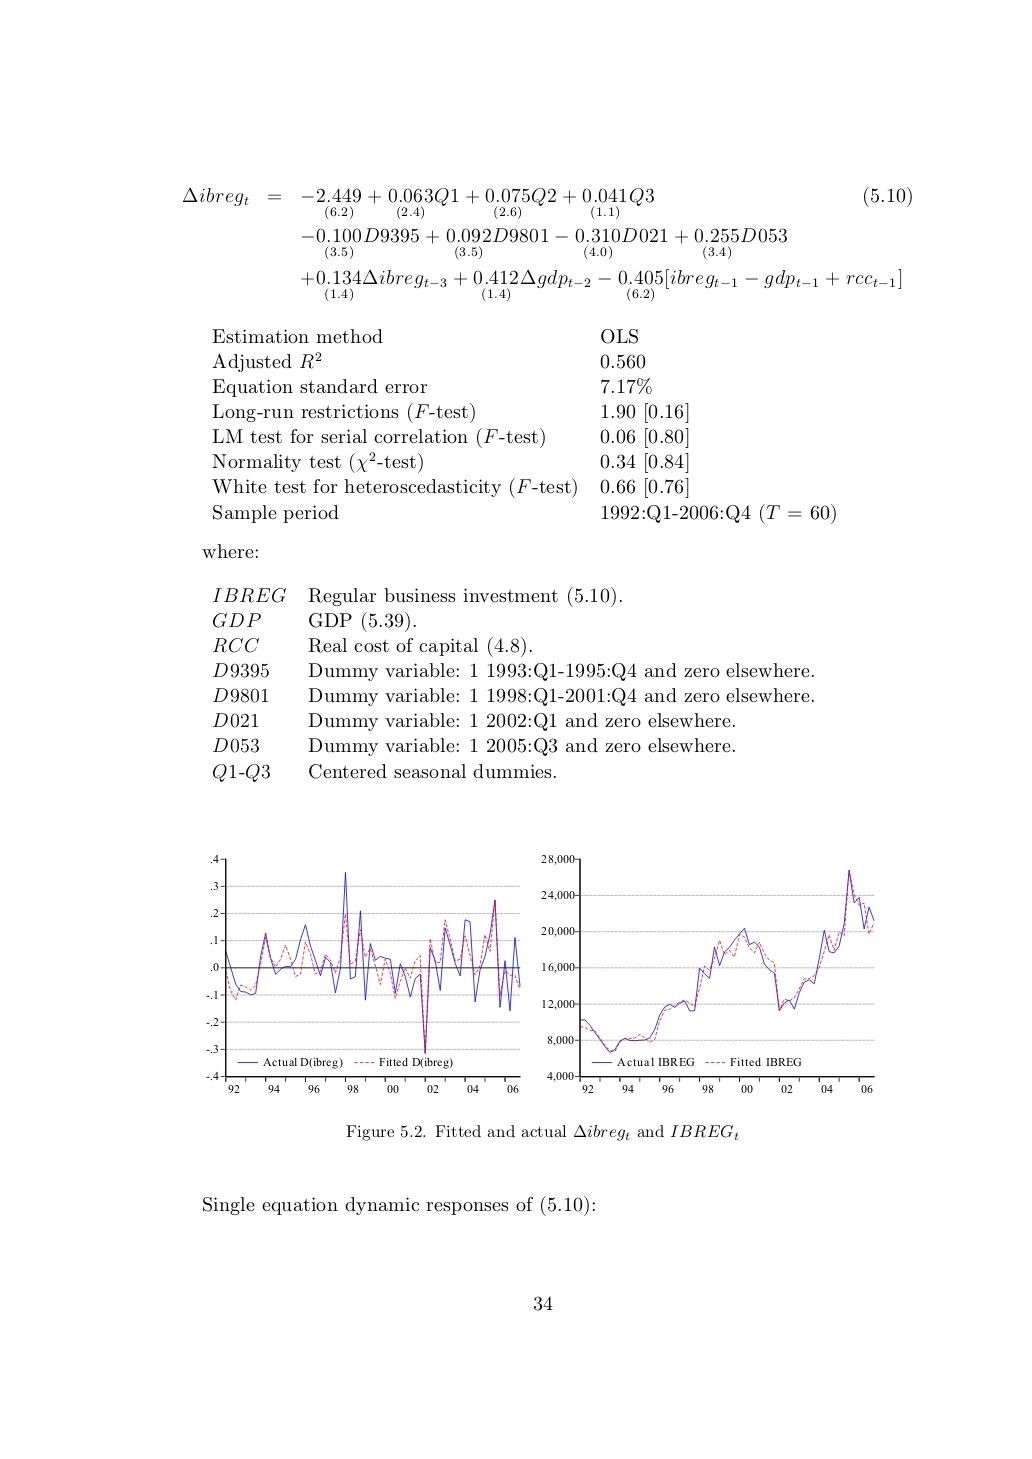 Δibreg_t = −2.449 + 0.063Q1 + 0.075Q2 + 0.041Q3 (5.10)
(6.2) (2.4) (2.6) (1.1)
−0.100D9395 + 0.092D9801 − 0.310D021 + 0.255D053
(3.5) (3.5) (4.0) (3.4)
+0.134Δibreg_{t−3} + 0.412Δgdp_{t−2} − 0.405[ibreg_{t−1} − gdp_{t−1} + rcc_{t−1}]
(1.4) (1.4) (6.2)
Estimation method OLS
Adjusted R² 0.560
Equation standard error 7.17%
Long-run restrictions (F-test) 1.90 [0.16]
LM test for serial correlation (F-test) 0.06 [0.80]
Normality test (χ²-test) 0.34 [0.84]
White test for heteroscedasticity (F-test) 0.66 [0.76]
Sample period 1992:Q1-2006:Q4 (T = 60)
where:
IBREG Regular business investment (5.10).
GDP GDP (5.39).
RCC Real cost of capital (4.8).
D9395 Dummy variable: 1 1993:Q1-1995:Q4 and zero elsewhere.
D9801 Dummy variable: 1 1998:Q1-2001:Q4 and zero elsewhere.
D021 Dummy variable: 1 2002:Q1 and zero elsewhere.
D053 Dummy variable: 1 2005:Q3 and zero elsewhere.
Q1-Q3 Centered seasonal dummies.
.4
.3
.2
.1
.0
-.1
-.2
-.3
-.4
Actual D(ibreg) Fitted D(ibreg)
92 94 96 98 00 02 04 06
28,000
24,000
20,000
16,000
12,000
8,000
4,000
Actual IBREG Fitted IBREG
92 94 96 98 00 02 04 06
Figure 5.2. Fitted and actual Δibreg_t and IBREG_t
Single equation dynamic responses of (5.10):
34